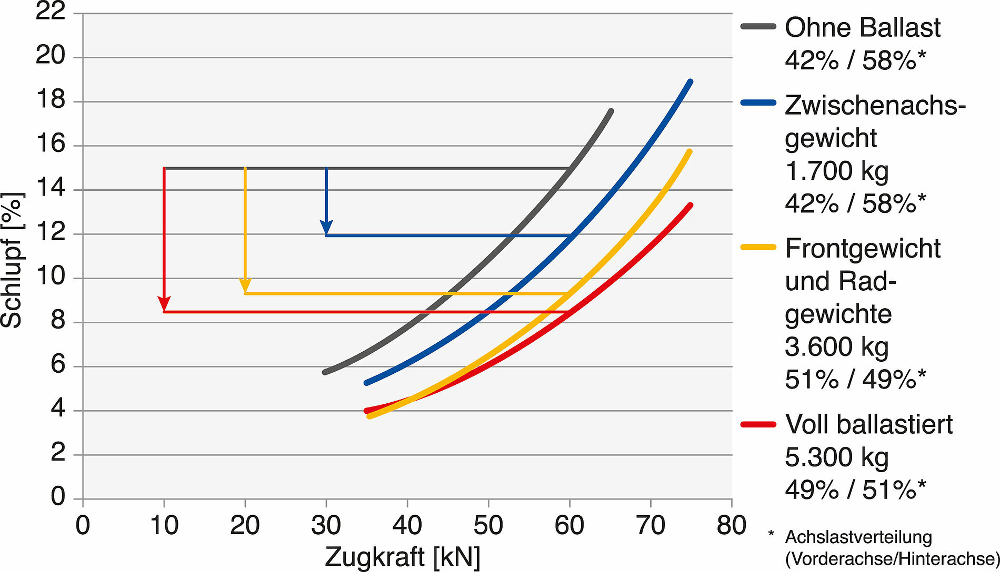 22
20
18
16
14
12
10
8
6
4
2
0
Schlupf [%]
0 10 20 30 40 50 60 70 80
Zugkraft [kN]
Ohne Ballast
42% / 58%*
Zwischenachs-
gewicht
1.700 kg
42% / 58%*
Frontgewicht
und Rad-
gewichte
3.600 kg
51% / 49%*
Voll ballastiert
5.300 kg
49% / 51%*
* Achslastverteilung
(Vorderachse/Hinterachse)